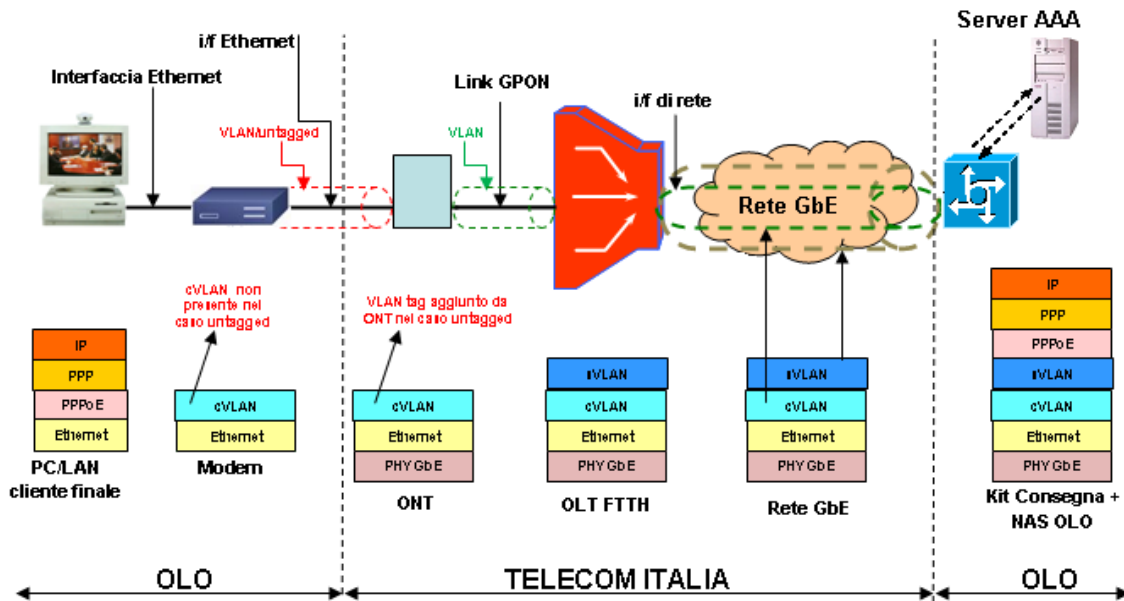 Server AAA
i/f Ethernet
Interfaccia Ethernet
Link GPON
i/f di rete
VLAN/untagged
VLAN
Rete GbE
cVLAN non
presente nel
caso untagged
VLAN tag aggiunto da
ONT nel caso untagged
IP
PPP
PPPoE
Ethernet
PC/LAN
cliente finale
cVLAN
Ethernet
Modem
cVLAN
Ethernet
PHY GbE
ONT
sVLAN
cVLAN
Ethernet
PHY GbE
OLT FTTH
sVLAN
cVLAN
Ethernet
PHY GbE
Rete GbE
IP
PPP
PPPoE
sVLAN
cVLAN
Ethernet
PHY GbE
Kit Consegna +
NAS OLO
OLO
TELECOM ITALIA
OLO